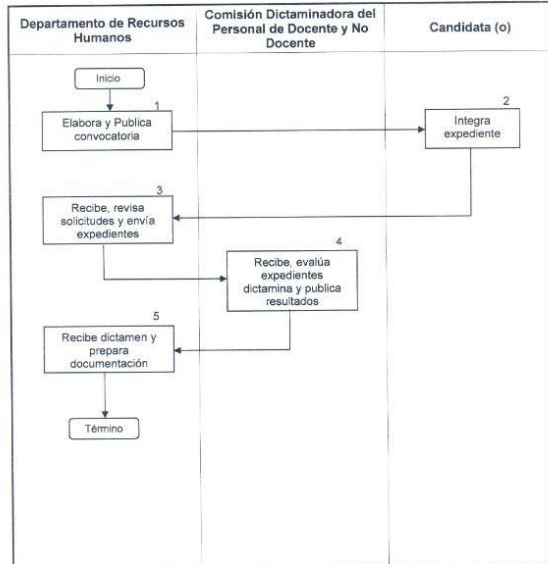 Departamento de Recursos
Humanos
Comisión Dictaminadora del
Personal de Docente y No
Docente
Candidata (o)
Inicio
1
Elabora y Publica
convocatoria
2
Integra
expediente
3
Recibe, revisa
solicitudes y envía
expedientes
4
Recibe, evalúa
expedientes
dictamina y publica
resultados
5
Recibe dictamen y
prepara
documentación
Término